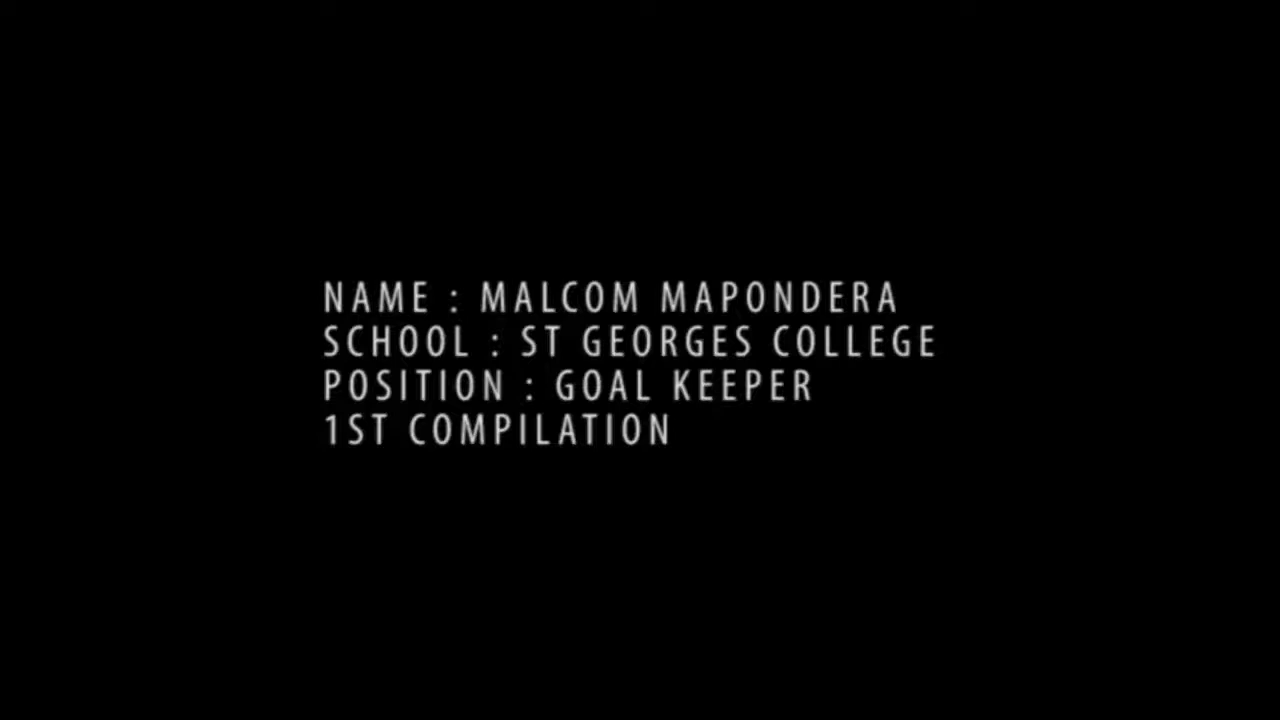 NAME : MALCOM MAPONDERA
SCHOOL : ST GEORGES COLLEGE
POSITION : GOAL KEEPER
1ST COMPILATION